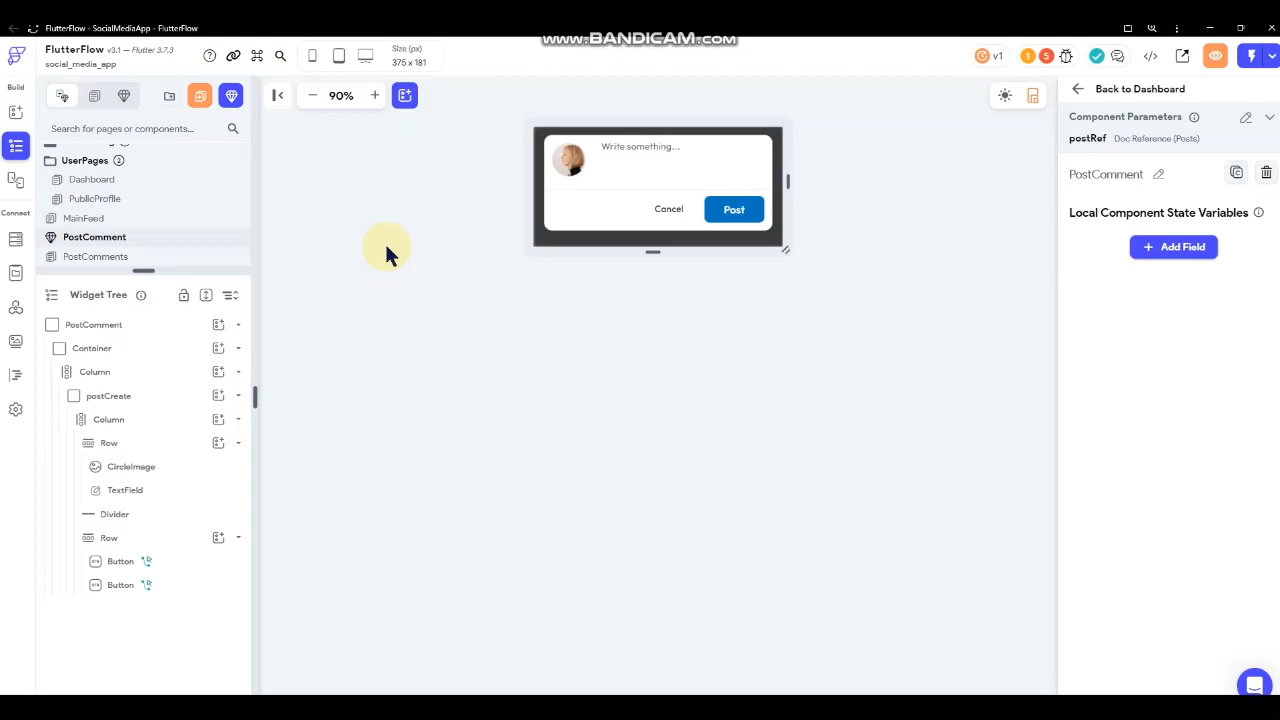 FlutterFlow - SocialMediaApp - FlutterFlow
www.BANDICAM.com
FlutterFlow v3.1 - Flutter 3.7.3
social_media_app
Size (px)
375 x 181
v1
1
5
Build
Connect
Search for pages or components...
UserPages 2
Dashboard
PublicProfile
MainFeed
PostComment
PostComments
Widget Tree
PostComment
Container
Column
postCreate
Column
Row
CircleImage
TextField
Divider
Row
Button
Button
90%
Write something...
Cancel
Post
Back to Dashboard
Component Parameters
postRef Doc Reference (Posts)
PostComment
Local Component State Variables
+ Add Field